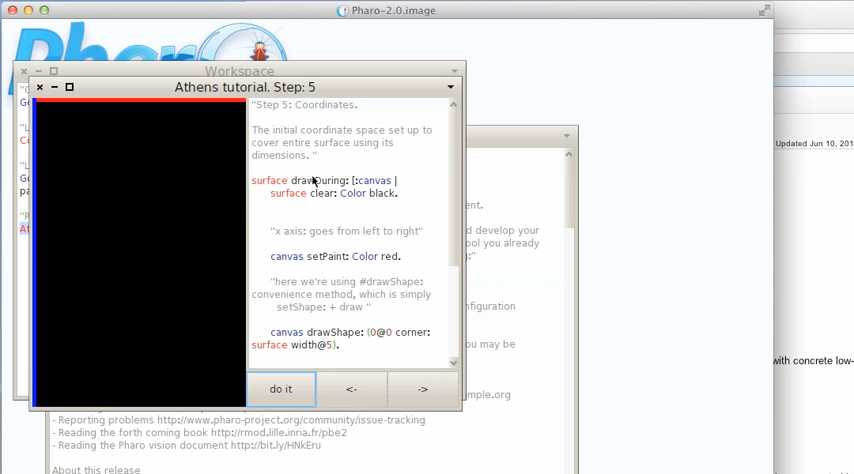 Pharo-2.0.image
Workspace
Athens tutorial. Step: 5
"Step 5: Coordinates.
The initial coordinate space set up to
cover entire surface using its
dimensions. "
surface drawDuring: [:canvas |
surface clear: Color black.
"x axis: goes from left to right"
canvas setPaint: Color red.
"here we're using #drawShape:
convenience method, which is simply
setShape: + draw "
canvas drawShape: (0@0 corner:
surface width@5).
do it
<-
->
Updated Jun 10, 201
ent.
d develop your
ool you already
g:"
nfiguration
you may be
mple.org
with concrete low-
- Reporting problems http://www.pharo-project.org/community/issue-tracking
- Reading the forth coming book http://rmod.lille.inria.fr/pbe2
- Reading the Pharo vision document http://bit.ly/HNkEru
About this release